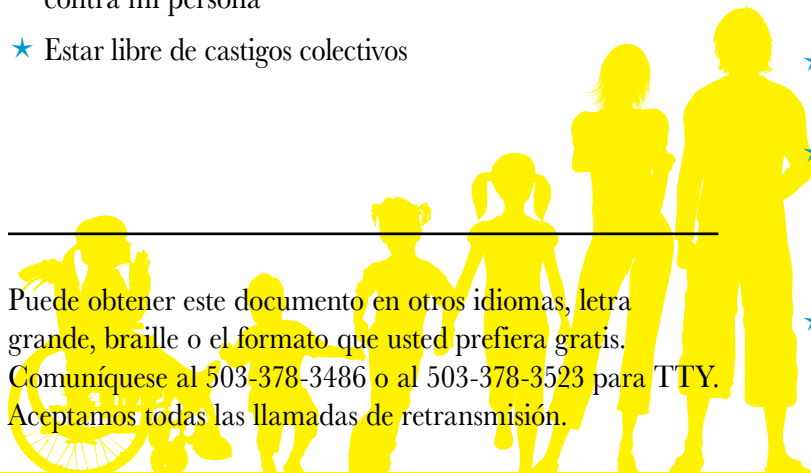 contra mi persona
★ Estar libre de castigos colectivos
Puede obtener este documento en otros idiomas, letra
grande, braille o el formato que usted prefiera gratis.
Comuníquese al 503-378-3486 o al 503-378-3523 para TTY.
Aceptamos todas las llamadas de retransmisión.